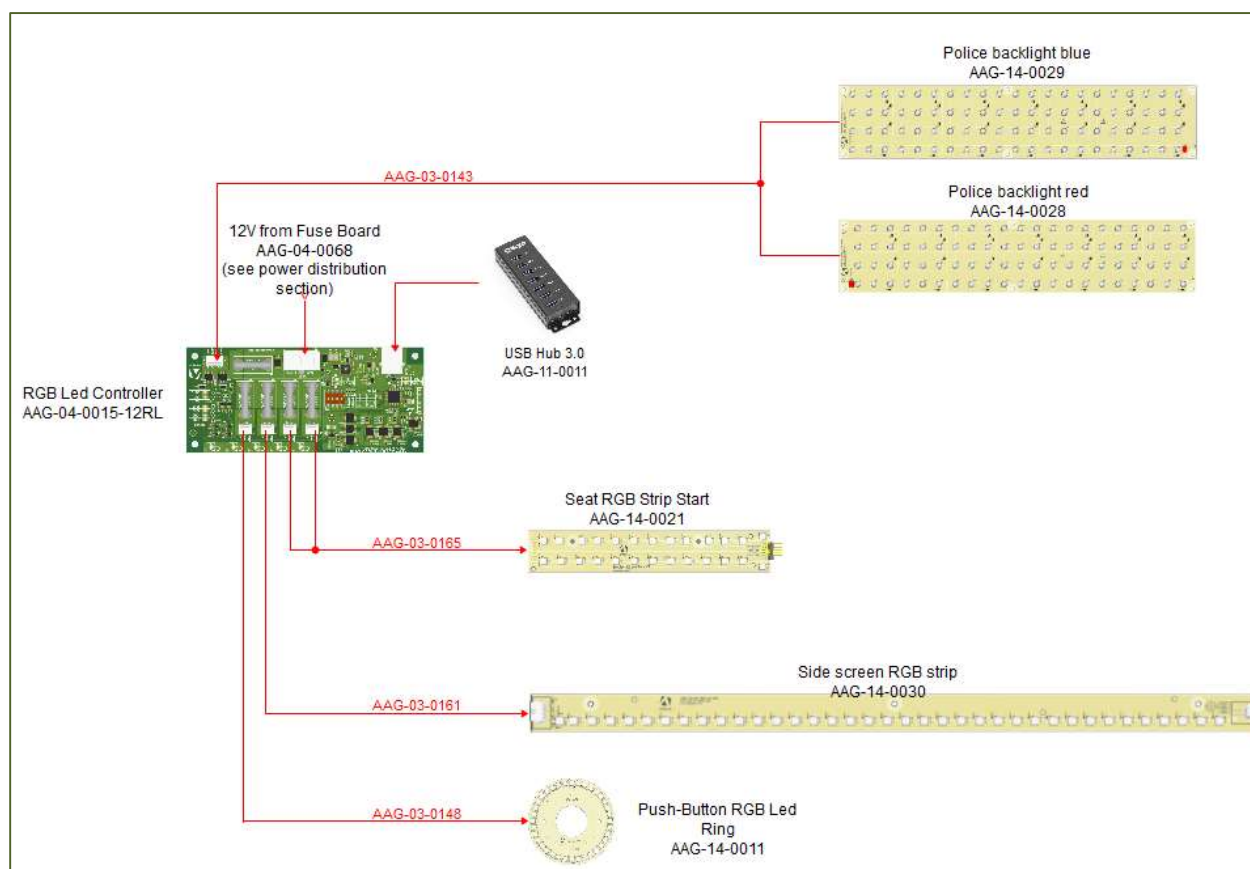 Police backlight blue
AAG-14-0029
AAG-03-0143
Police backlight red
AAG-14-0028
12V from Fuse Board
AAG-04-0068
(see power distribution
section)
USB Hub 3.0
AAG-11-0011
RGB Led Controller
AAG-04-0015-12RL
Seat RGB Strip Start
AAG-14-0021
AAG-03-0165
Side screen RGB strip
AAG-14-0030
AAG-03-0161
AAG-03-0148
Push-Button RGB Led
Ring
AAG-14-0011